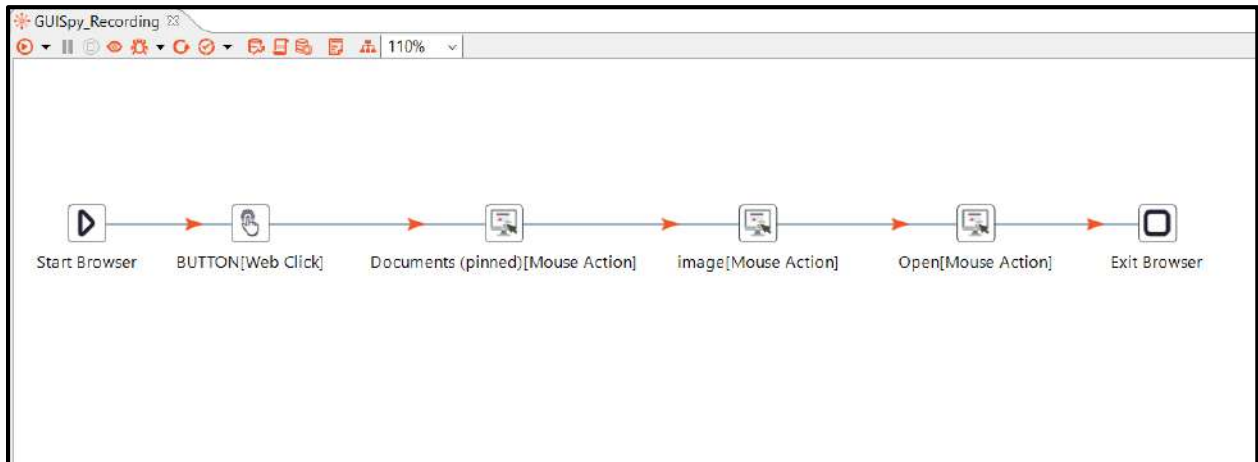 GUISpy_Recording
110%
Start Browser
BUTTON[Web Click]
Documents (pinned)[Mouse Action]
image[Mouse Action]
Open[Mouse Action]
Exit Browser